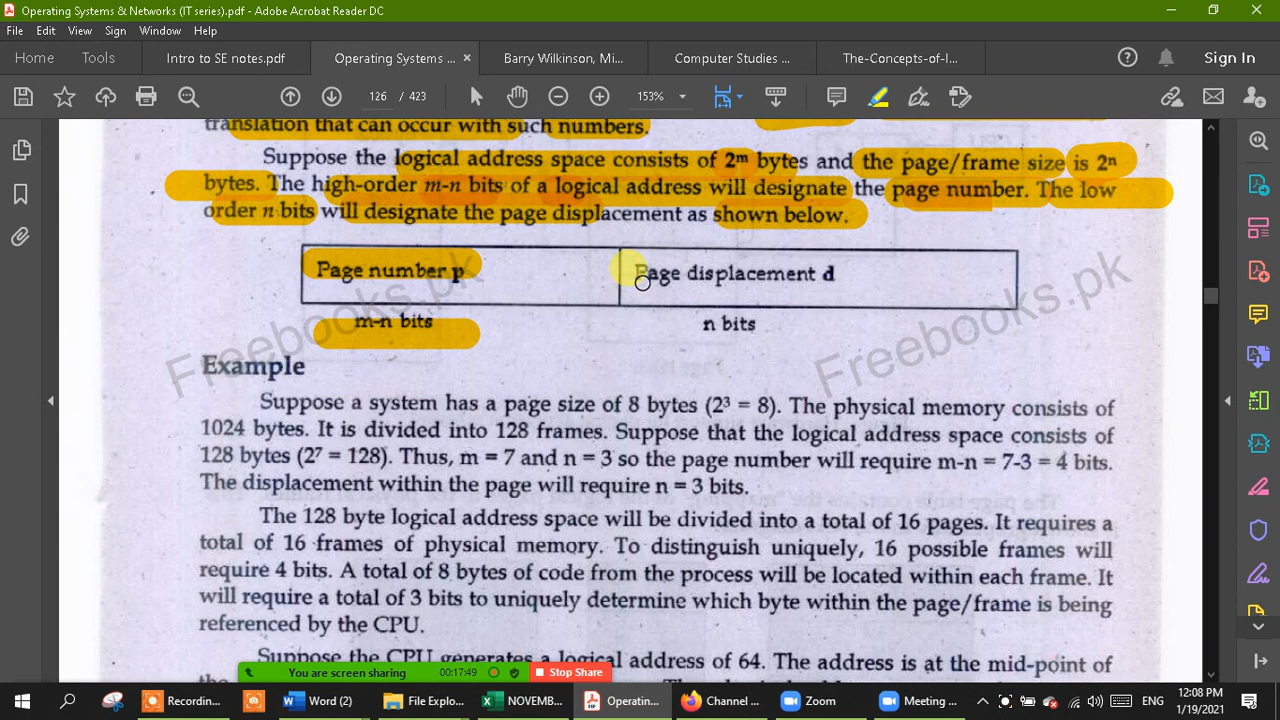 Operating Systems & Networks (IT series).pdf - Adobe Acrobat Reader DC
File Edit View Sign Window Help
Home Tools Intro to SE notes.pdf Operating Systems ... × Barry Wilkinson, Mi... Computer Studies ... The-Concepts-of-I... Sign In
126 / 423 153%
translation that can occur with such numbers.
Suppose the logical address space consists of 2m bytes and the page/frame size is 2n
bytes. The high-order m-n bits of a logical address will designate the page number. The low
order n bits will designate the page displacement as shown below.
Page number p Page displacement d
m-n bits n bits
Freebooks.pk Freebooks.pk
Example
Suppose a system has a page size of 8 bytes (2³ = 8). The physical memory consists of
1024 bytes. It is divided into 128 frames. Suppose that the logical address space consists of
128 bytes (2⁷ = 128). Thus, m = 7 and n = 3 so the page number will require m-n = 7-3 = 4 bits.
The displacement within the page will require n = 3 bits.
The 128 byte logical address space will be divided into a total of 16 pages. It requires a
total of 16 frames of physical memory. To distinguish uniquely, 16 possible frames will
require 4 bits. A total of 8 bytes of code from the process will be located within each frame. It
will require a total of 3 bits to uniquely determine which byte within the page/frame is being
referenced by the CPU.
Suppose the CPU generates a logical address of 64. The address is at the mid-point of
You are screen sharing 00:17:49 Stop Share
Recording... Word (2) File Explo... NOVEMB... Operatin... Channel ... Zoom Meeting ... ENG 12:08 PM
1/19/2021